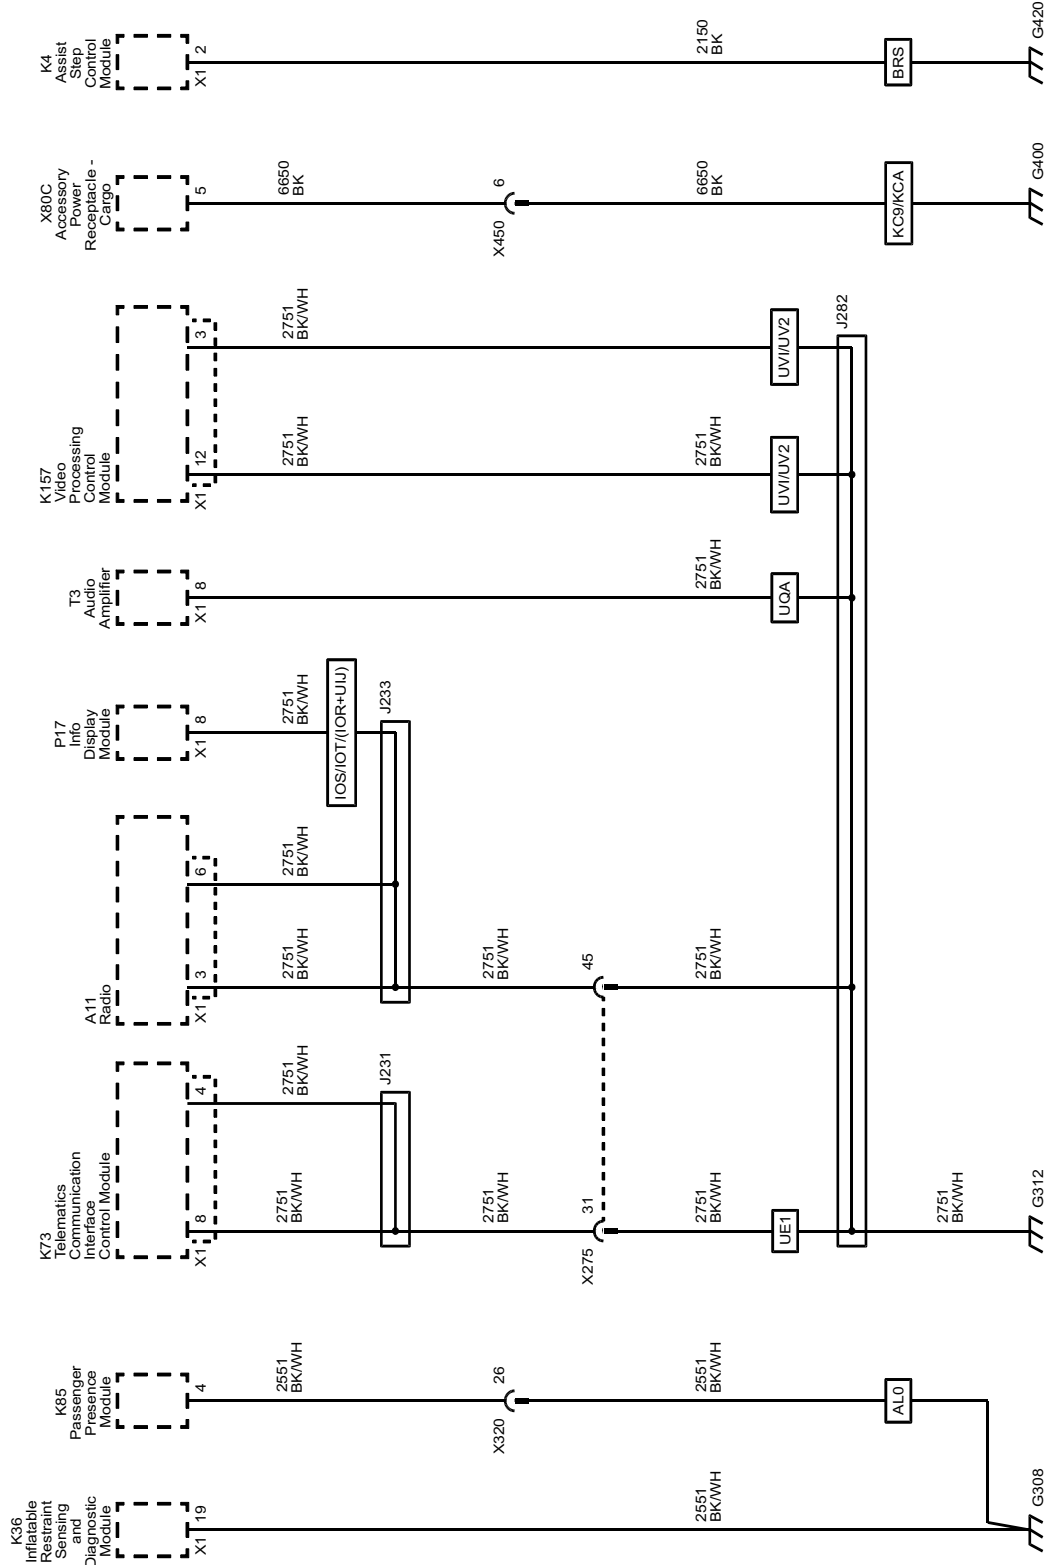 K36
Inflatable
Restraint
Sensing
and
Diagnostic
Module
X1
19
2551
BK/WH
G308
K85
Passenger
Presence
Module
4
2551
BK/WH
X320
26
2551
BK/WH
AL0
K73
Telematics
Communication
Interface
Control Module
X1
8
4
2751
BK/WH
2751
BK/WH
J231
2751
BK/WH
X275
31
2751
BK/WH
UE1
2751
BK/WH
G312
A11
Radio
X1
3
6
2751
BK/WH
2751
BK/WH
2751
BK/WH
45
2751
BK/WH
P17
Info
Display
Module
X1
8
2751
BK/WH
IOS/IOT/(IOR+UIJ)
J233
T3
Audio
Amplifier
X1
8
2751
BK/WH
UQA
K157
Video
Processing
Control
Module
X1
12
3
2751
BK/WH
2751
BK/WH
2751
BK/WH
UVI/UV2
UVI/UV2
J282
X80C
Accessory
Power
Receptacle -
Cargo
5
6650
BK
X450
6
6650
BK
KC9/KCA
G400
K4
Assist
Step
Control
Module
X1
2
2150
BK
BRS
G420